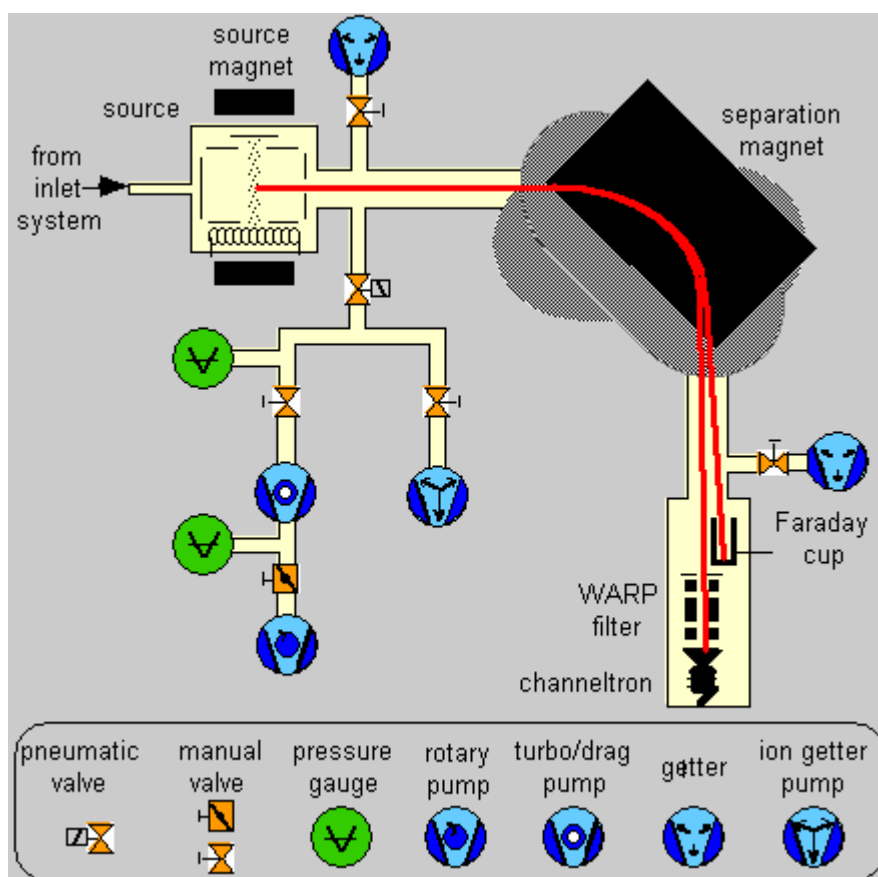 source
magnet
source
from
inlet
system
separation
magnet
Faraday
cup
WARP
filter
channeltron
pneumatic
valve
manual
valve
pressure
gauge
rotary
pump
turbo/drag
pump
getter
ion getter
pump